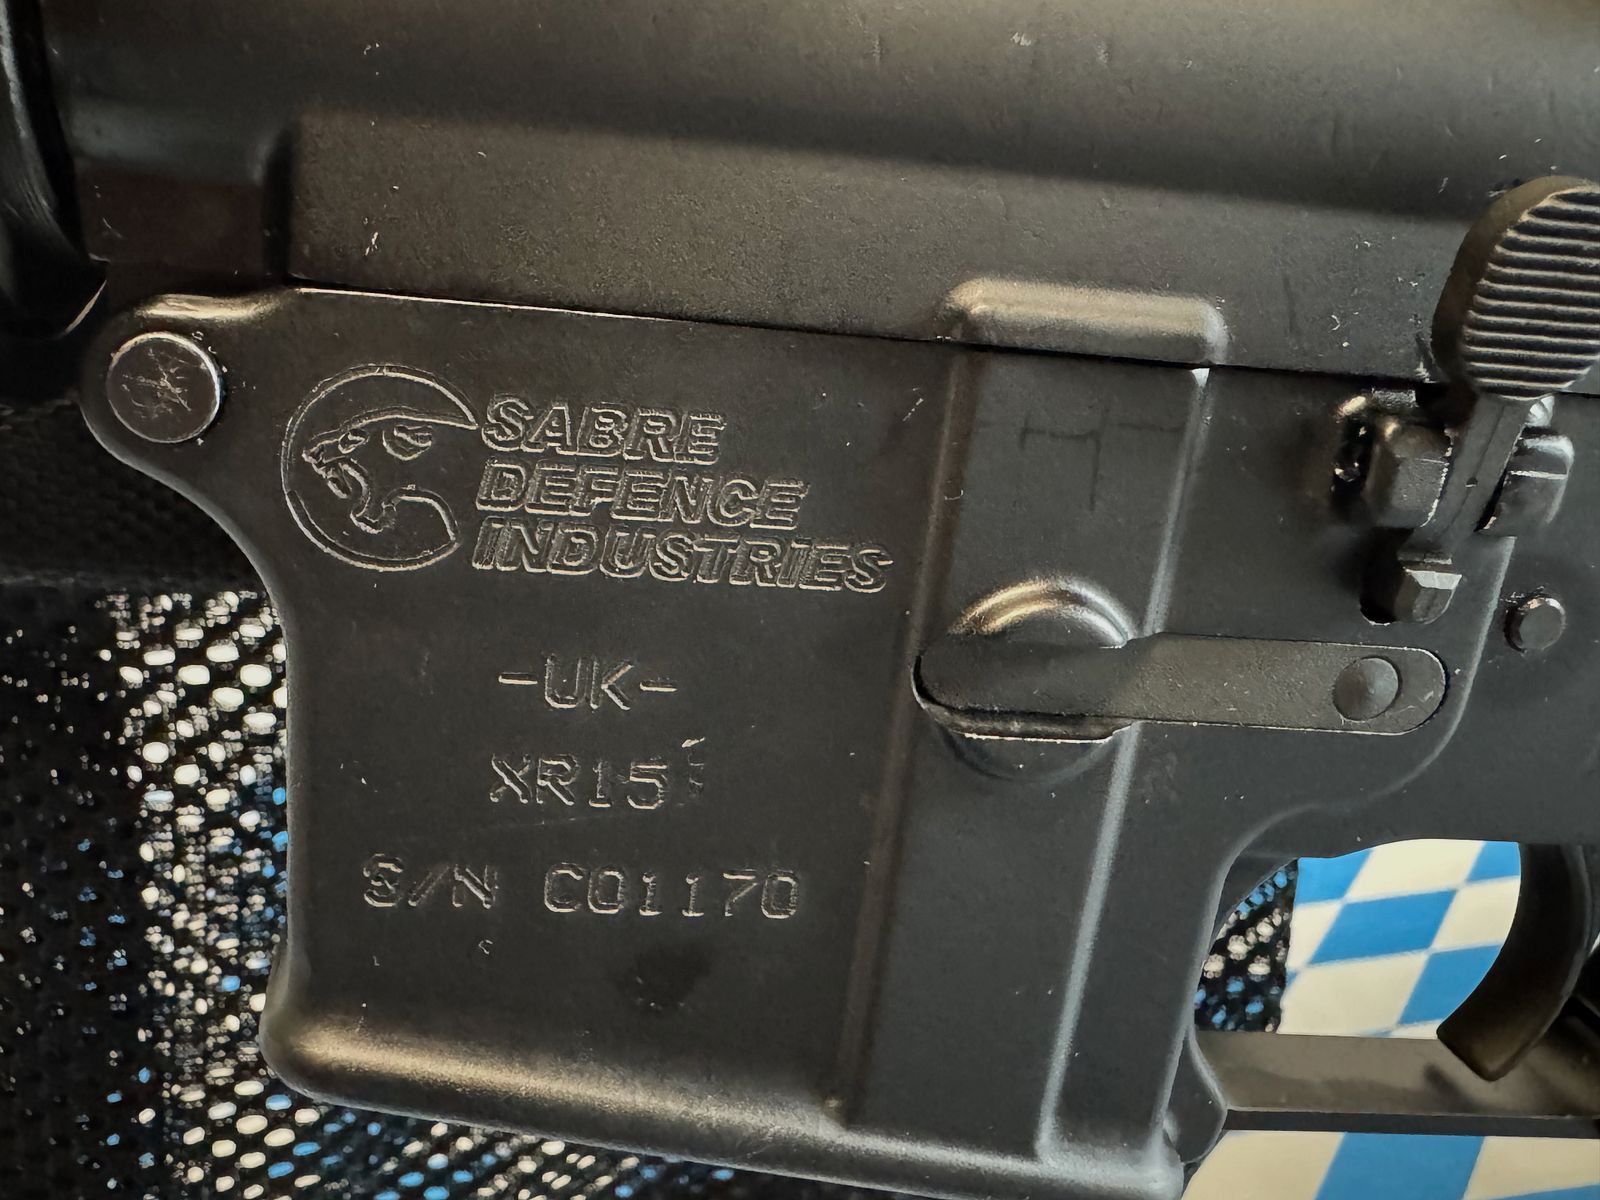 SABRE
DEFENCE
INDUSTRIES
-UK-
XR15
S/N C01170